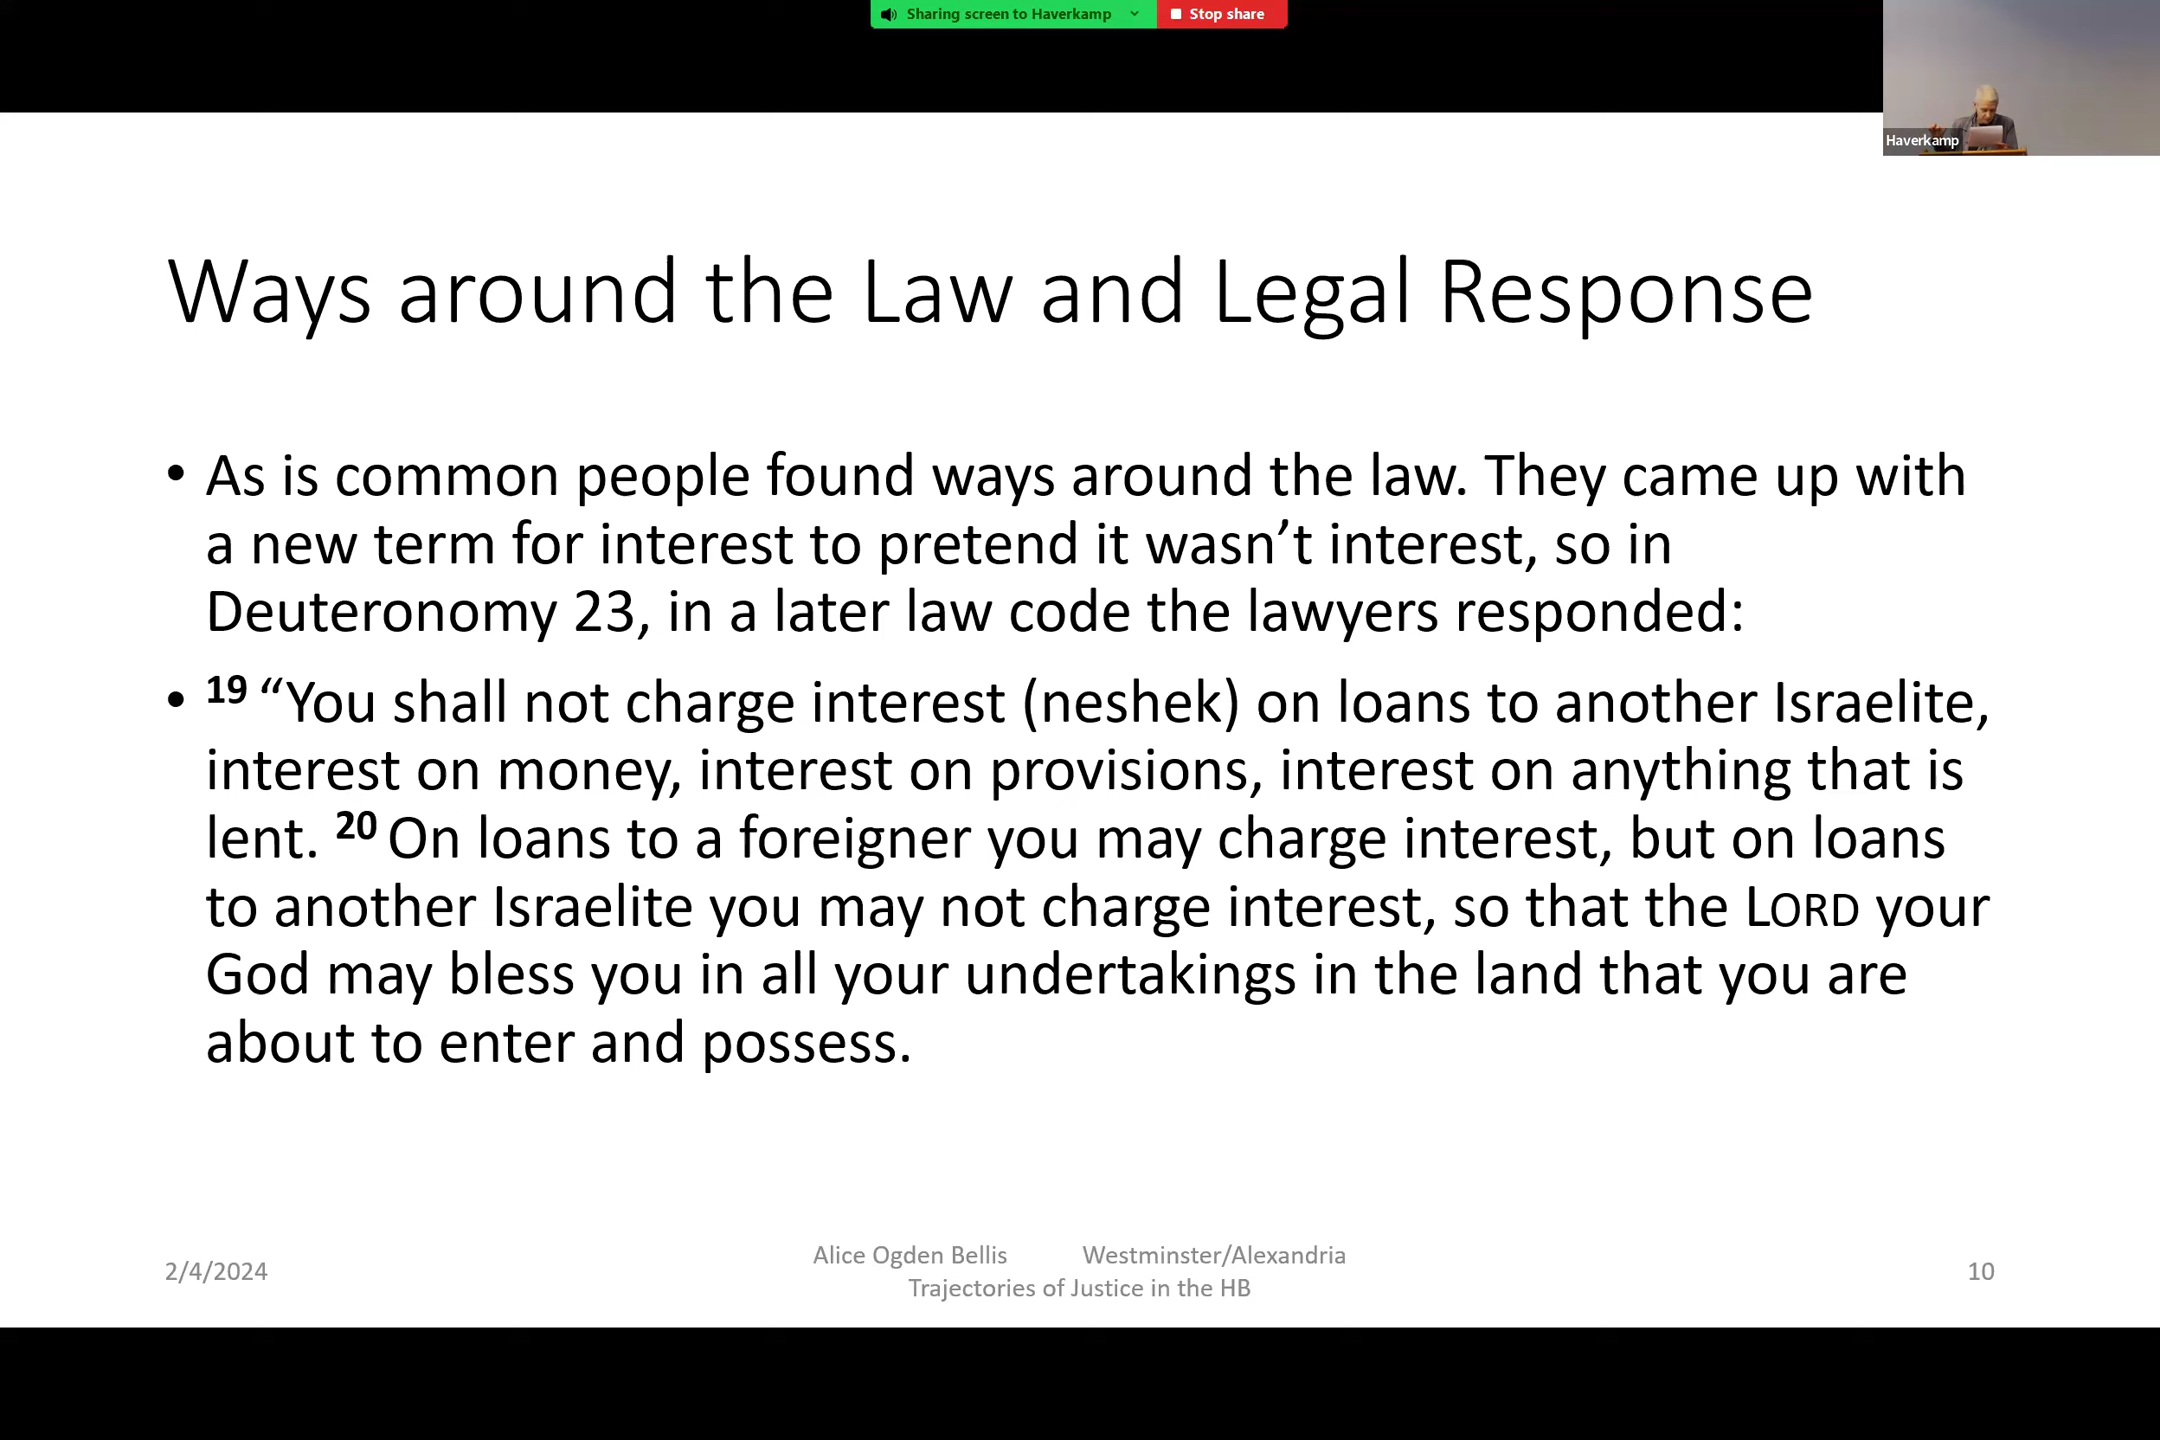 Sharing screen to Haverkamp
Stop share
Haverkamp
Ways around the Law and Legal Response
• As is common people found ways around the law. They came up with
a new term for interest to pretend it wasn’t interest, so in
Deuteronomy 23, in a later law code the lawyers responded:
• 19 “You shall not charge interest (neshek) on loans to another Israelite,
interest on money, interest on provisions, interest on anything that is
lent. 20 On loans to a foreigner you may charge interest, but on loans
to another Israelite you may not charge interest, so that the LORD your
God may bless you in all your undertakings in the land that you are
about to enter and possess.
2/4/2024
Alice Ogden Bellis Westminster/Alexandria
Trajectories of Justice in the HB
10